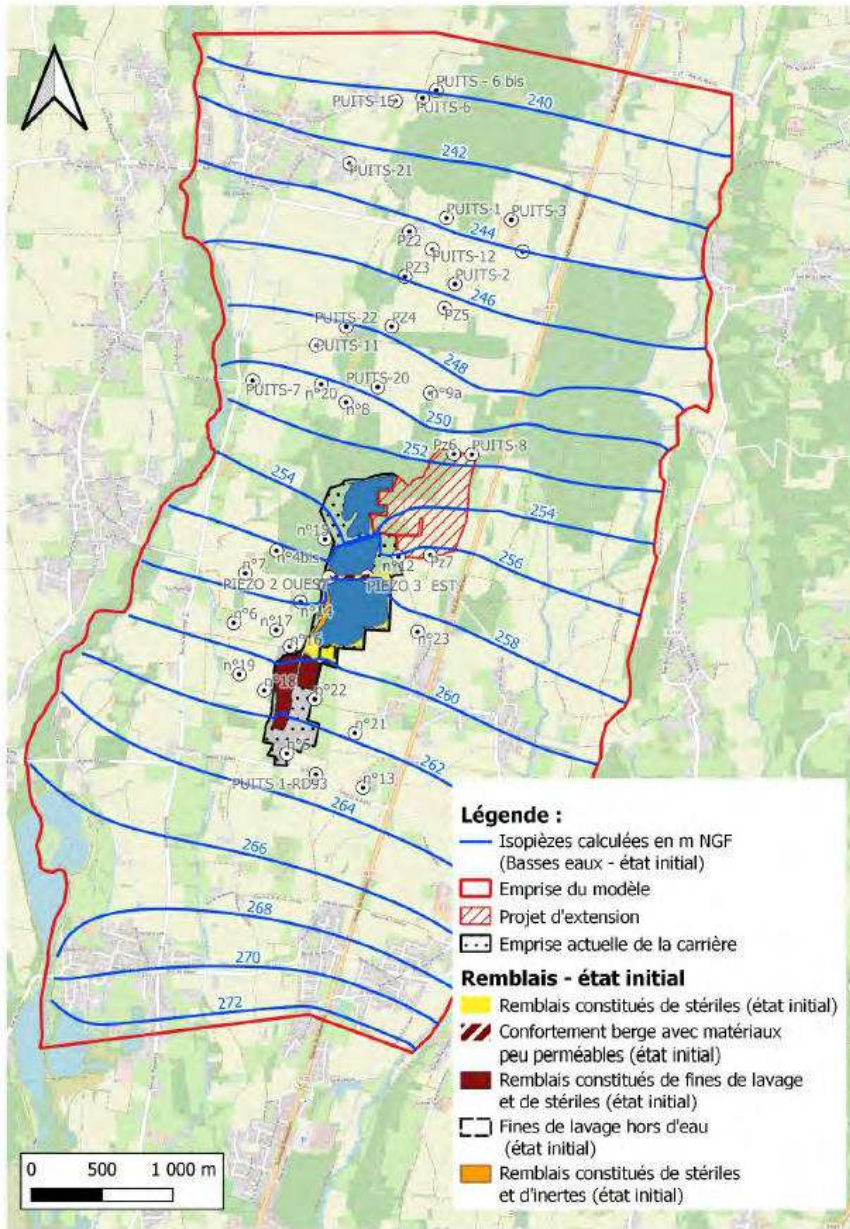 PUITS - 6 bis
PUITS-15
PUITS-6
240
242
PUITS-21
PUITS-1
PUITS-3
244
PZ2
PUITS-12
PZ3
PUITS-2
246
PZ5
PUITS-22
PZ4
PUITS-11
248
PUITS-7
n°20
PUITS-20
n°9a
n°8
250
252
Pz6
PUITS-8
254
254
n°19
n°4bis
n°12
Pz7
256
n°7
PIEZO 2 OUEST
PIEZO 3 EST
n°14
n°6
n°17
n°23
258
n°16
n°19
n°18
n°22
260
n°21
n°5
262
PUITS 1-RD93
n°13
264
266
268
270
272
Légende :
Isopièzes calculées en m NGF
(Basses eaux - état initial)
Emprise du modèle
Projet d'extension
Emprise actuelle de la carrière
Remblais - état initial
Remblais constitués de stériles (état initial)
Confortement berge avec matériaux
peu perméables (état initial)
Remblais constitués de fines de lavage
et de stériles (état initial)
Fines de lavage hors d'eau
(état initial)
Remblais constitués de stériles
et d'inertes (état initial)
0 500 1 000 m